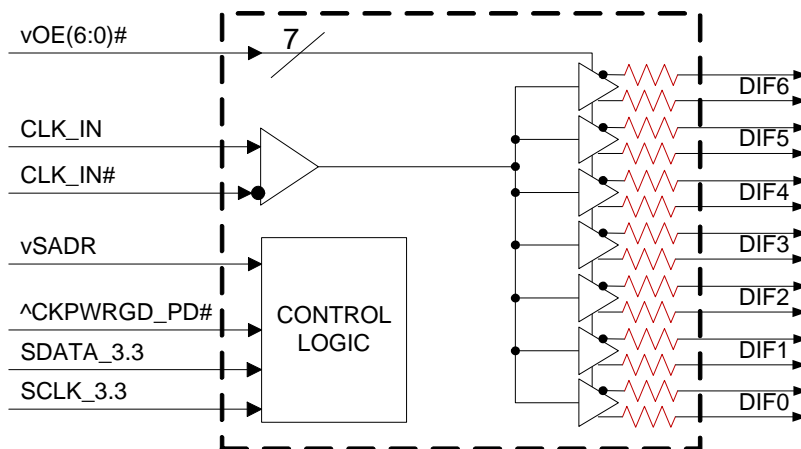 vOE(6:0)#
7
CLK_IN
CLK_IN#
vSADR
^CKPWRGD_PD#
SDATA_3.3
SCLK_3.3
CONTROL
LOGIC
DIF6
DIF5
DIF4
DIF3
DIF2
DIF1
DIF0